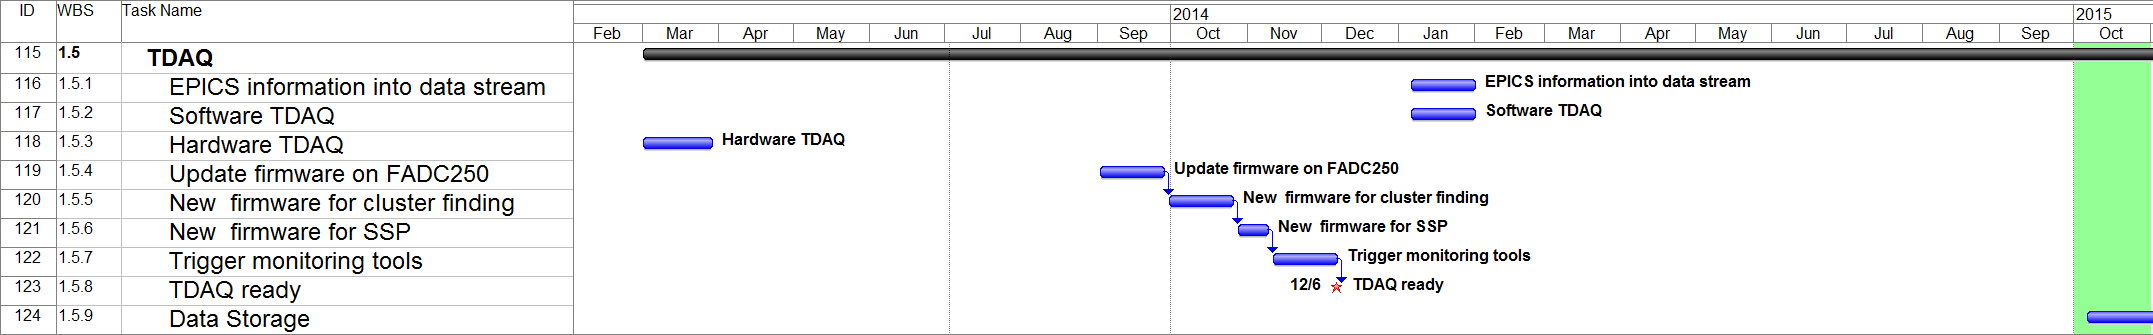 ID WBS Task Name 2014 2015
Feb Mar Apr May Jun Jul Aug Sep Oct Nov Dec Jan Feb Mar Apr May Jun Jul Aug Sep Oct
115 1.5 TDAQ
116 1.5.1 EPICS information into data stream EPICS information into data stream
117 1.5.2 Software TDAQ Software TDAQ
118 1.5.3 Hardware TDAQ Hardware TDAQ
119 1.5.4 Update firmware on FADC250 Update firmware on FADC250
120 1.5.5 New firmware for cluster finding New firmware for cluster finding
121 1.5.6 New firmware for SSP New firmware for SSP
122 1.5.7 Trigger monitoring tools Trigger monitoring tools
123 1.5.8 TDAQ ready 12/6 TDAQ ready
124 1.5.9 Data Storage